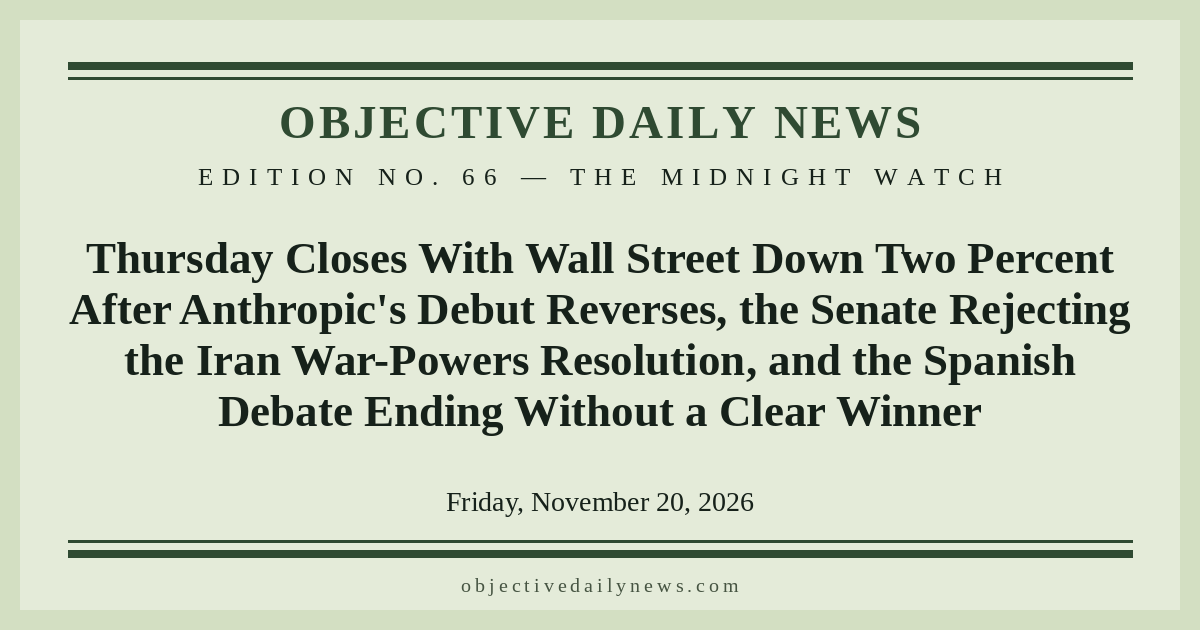 OBJECTIVE DAILY NEWS
EDITION NO. 66 — THE MIDNIGHT WATCH
Thursday Closes With Wall Street Down Two Percent
After Anthropic's Debut Reverses, the Senate Rejecting
the Iran War-Powers Resolution, and the Spanish
Debate Ending Without a Clear Winner
Friday, November 20, 2026
objectivedailynews.com